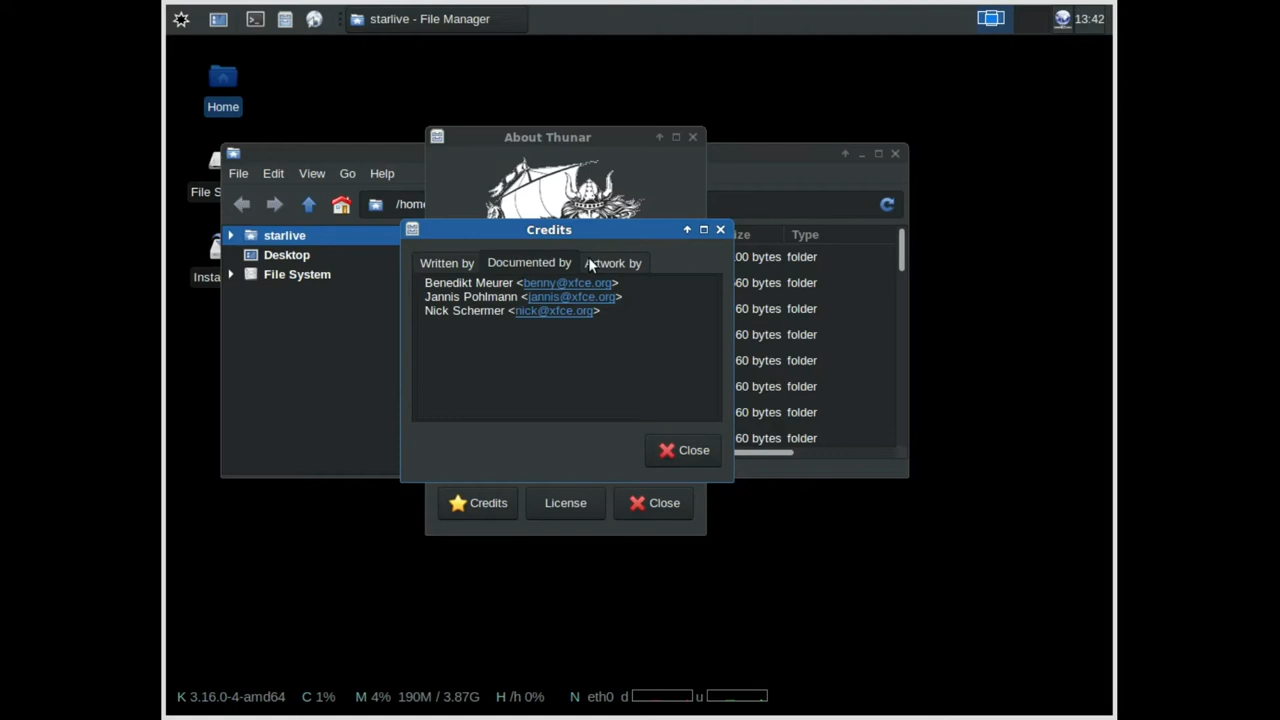 starlive - File Manager
13:42
Home
File S
Insta
About Thunar
File Edit View Go Help
/home
starlive
Desktop
File System
Size Type
00 bytes folder
60 bytes folder
60 bytes folder
60 bytes folder
60 bytes folder
60 bytes folder
60 bytes folder
60 bytes folder
Credits
Written by Documented by Artwork by
Benedikt Meurer <benny@xfce.org>
Jannis Pohlmann <jannis@xfce.org>
Nick Schermer <nick@xfce.org>
Close
Credits License Close
K 3.16.0-4-amd64 C 1% M 4% 190M / 3.87G H /h 0% N eth0 d u